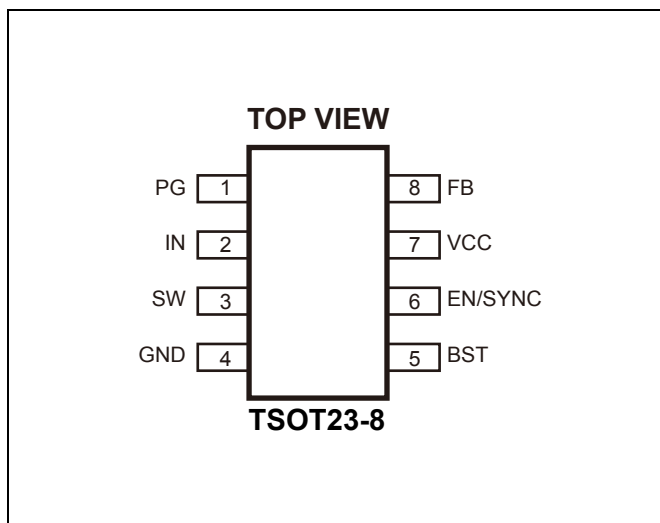 TOP VIEW
PG 1 8 FB
IN 2 7 VCC
SW 3 6 EN/SYNC
GND 4 5 BST
TSOT23-8